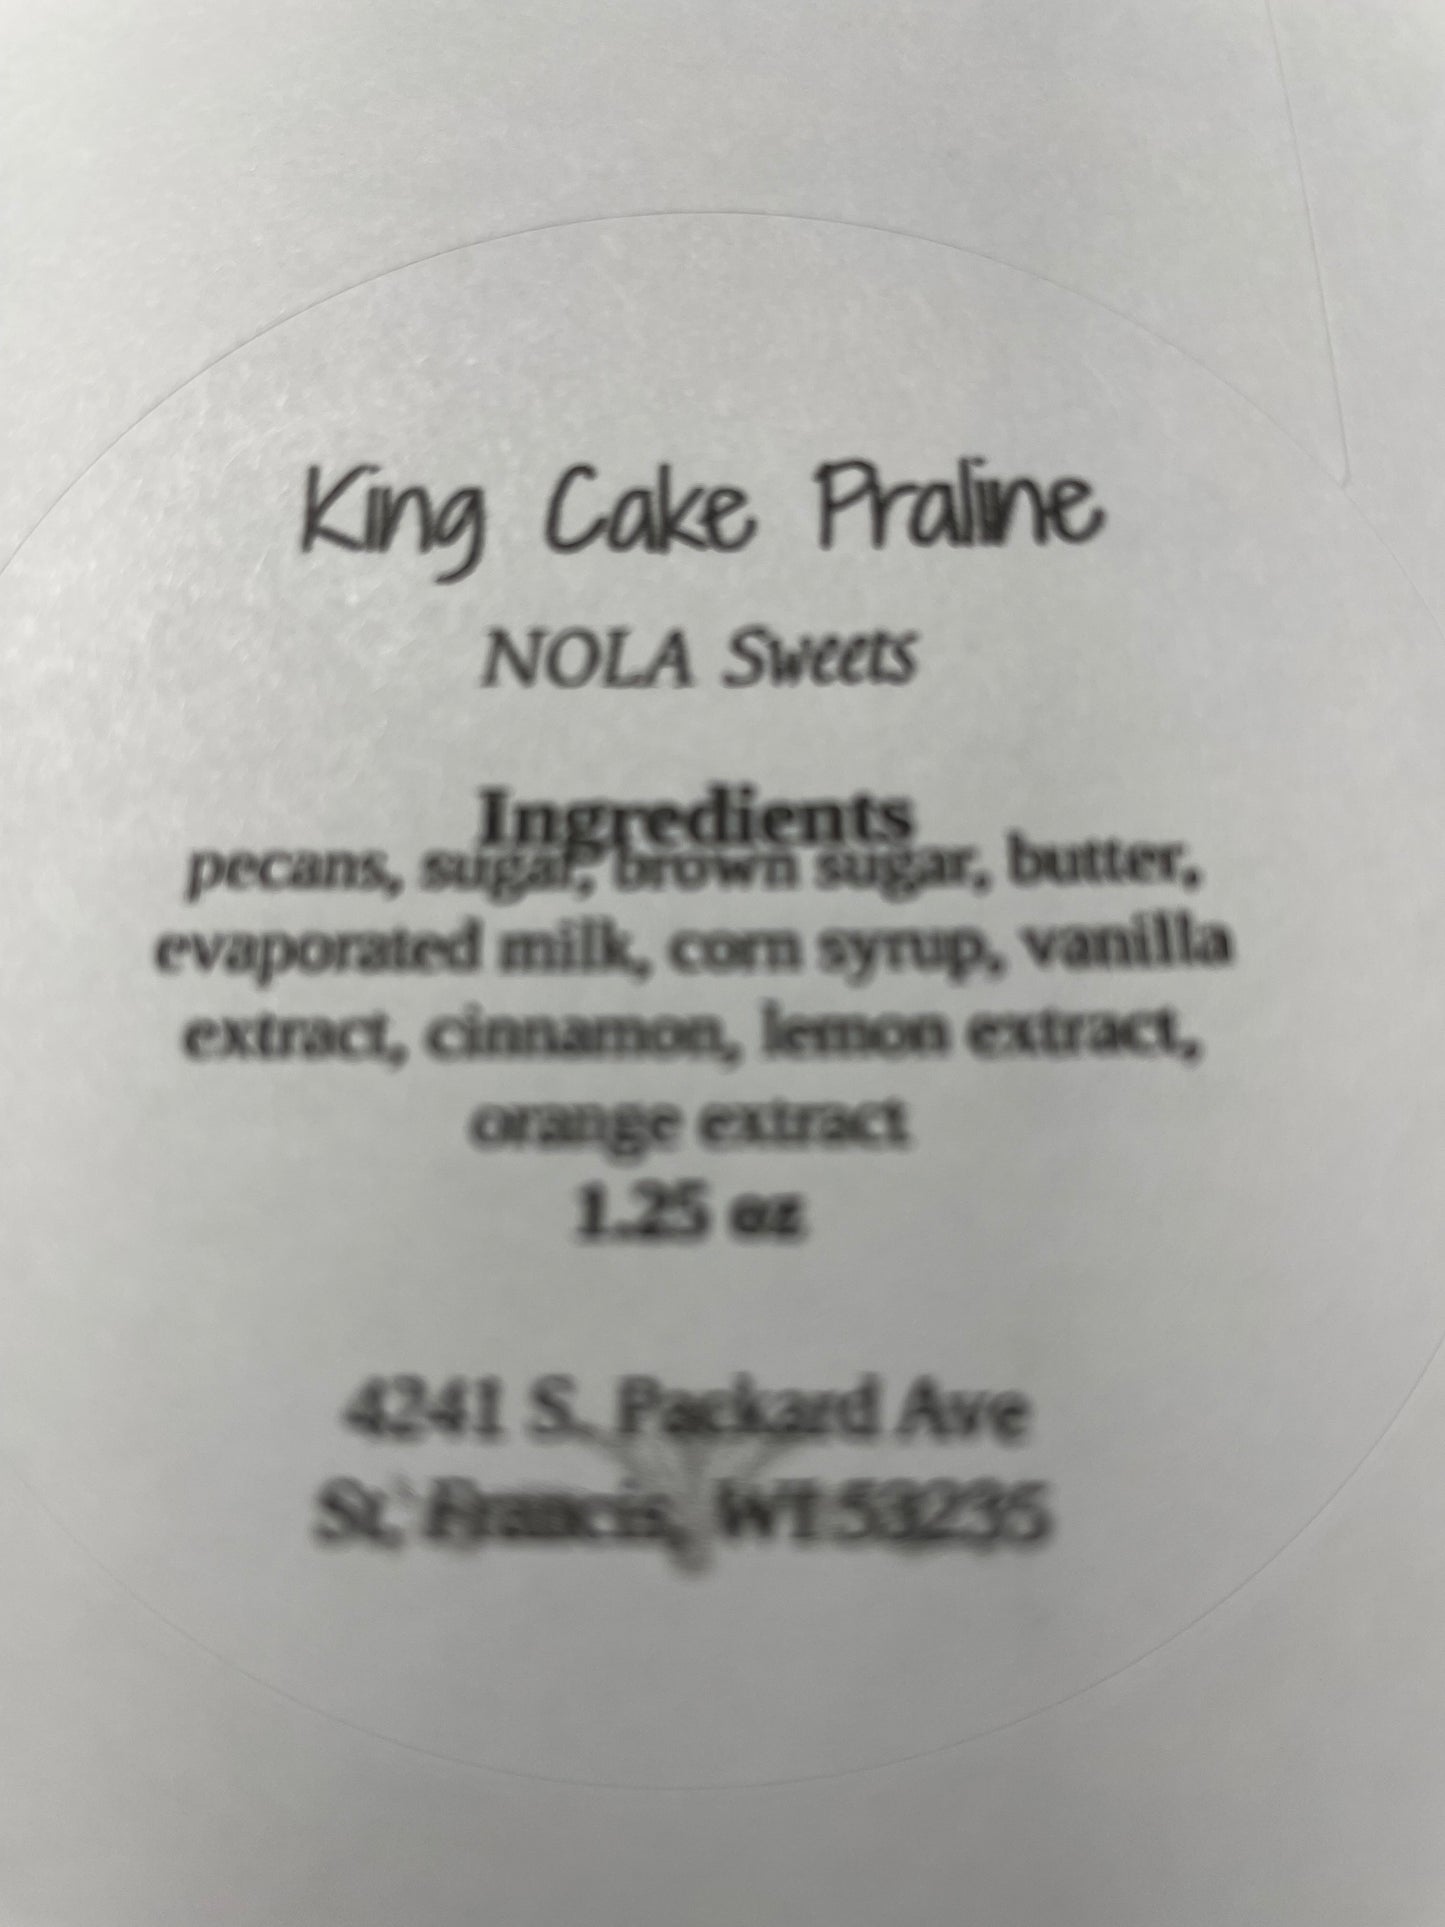 King Cake Praline
NOLA Sweets
Ingredients
pecans, sugar, brown sugar, butter,
evaporated milk, corn syrup, vanilla
extract, cinnamon, lemon extract,
orange extract
1.25 oz
4241 S. Packard Ave
St. Francis, WI 53235